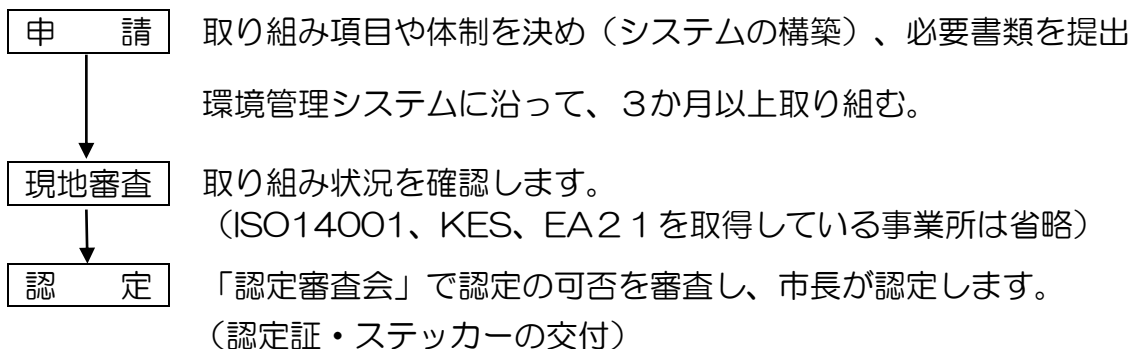 申　請　取り組み項目や体制を決め（システムの構築）、必要書類を提出
環境管理システムに沿って、３か月以上取り組む。
現地審査　取り組み状況を確認します。
（ISO14001、KES、EA２１を取得している事業所は省略）
認　定　「認定審査会」で認定の可否を審査し、市長が認定します。
（認定証・ステッカーの交付）